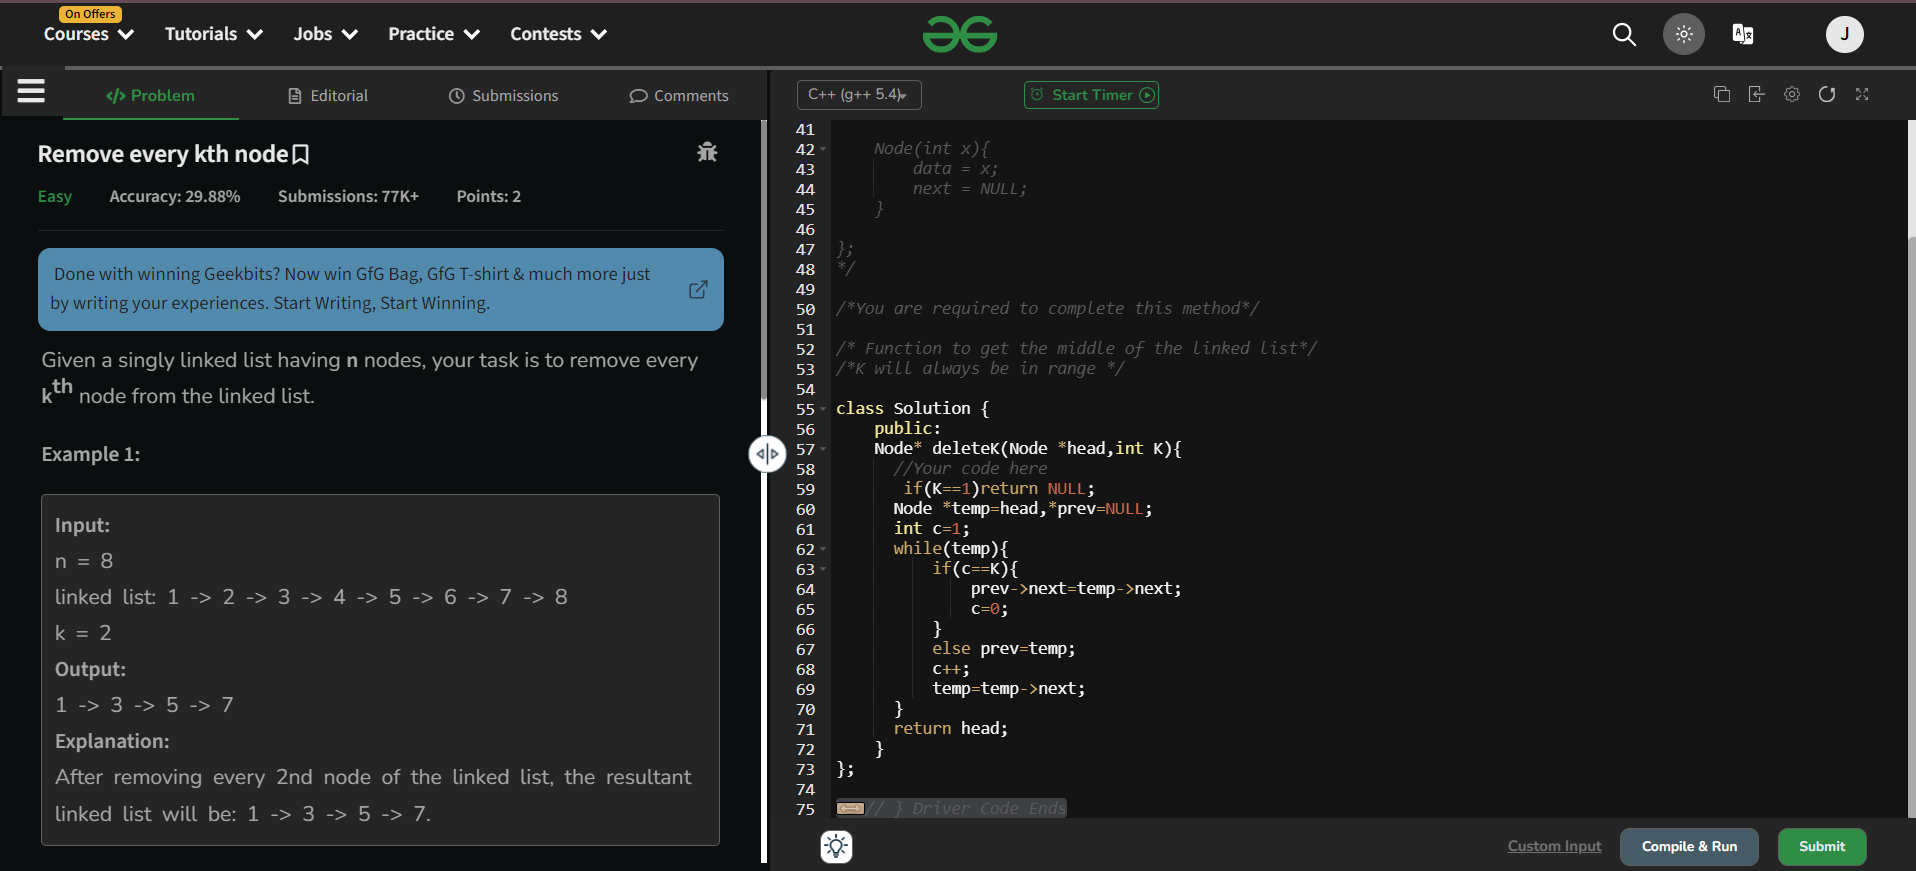 On Offers
Courses Tutorials Jobs Practice Contests
J
Problem Editorial Submissions Comments
C++ (g++ 5.4)
Start Timer
Remove every kth node
Easy Accuracy: 29.88% Submissions: 77K+ Points: 2
Done with winning Geekbits? Now win GfG Bag, GfG T-shirt & much more just
by writing your experiences. Start Writing, Start Winning.
Given a singly linked list having n nodes, your task is to remove every
kth node from the linked list.
Example 1:
Input:
n = 8
linked list: 1 -> 2 -> 3 -> 4 -> 5 -> 6 -> 7 -> 8
k = 2
Output:
1 -> 3 -> 5 -> 7
Explanation:
After removing every 2nd node of the linked list, the resultant
linked list will be: 1 -> 3 -> 5 -> 7.
41
42 Node(int x){
43 data = x;
44 next = NULL;
45 }
46
47 };
48 */
49
50 /*You are required to complete this method*/
51
52 /* Function to get the middle of the linked list*/
53 /*K will always be in range */
54
55 class Solution {
56 public:
57 Node* deleteK(Node *head,int K){
58 //Your code here
59 if(K==1)return NULL;
60 Node *temp=head,*prev=NULL;
61 int c=1;
62 while(temp){
63 if(c==K){
64 prev->next=temp->next;
65 c=0;
66 }
67 else prev=temp;
68 c++;
69 temp=temp->next;
70 }
71 return head;
72 }
73 };
74
75 // } Driver Code Ends
Custom Input Compile & Run Submit